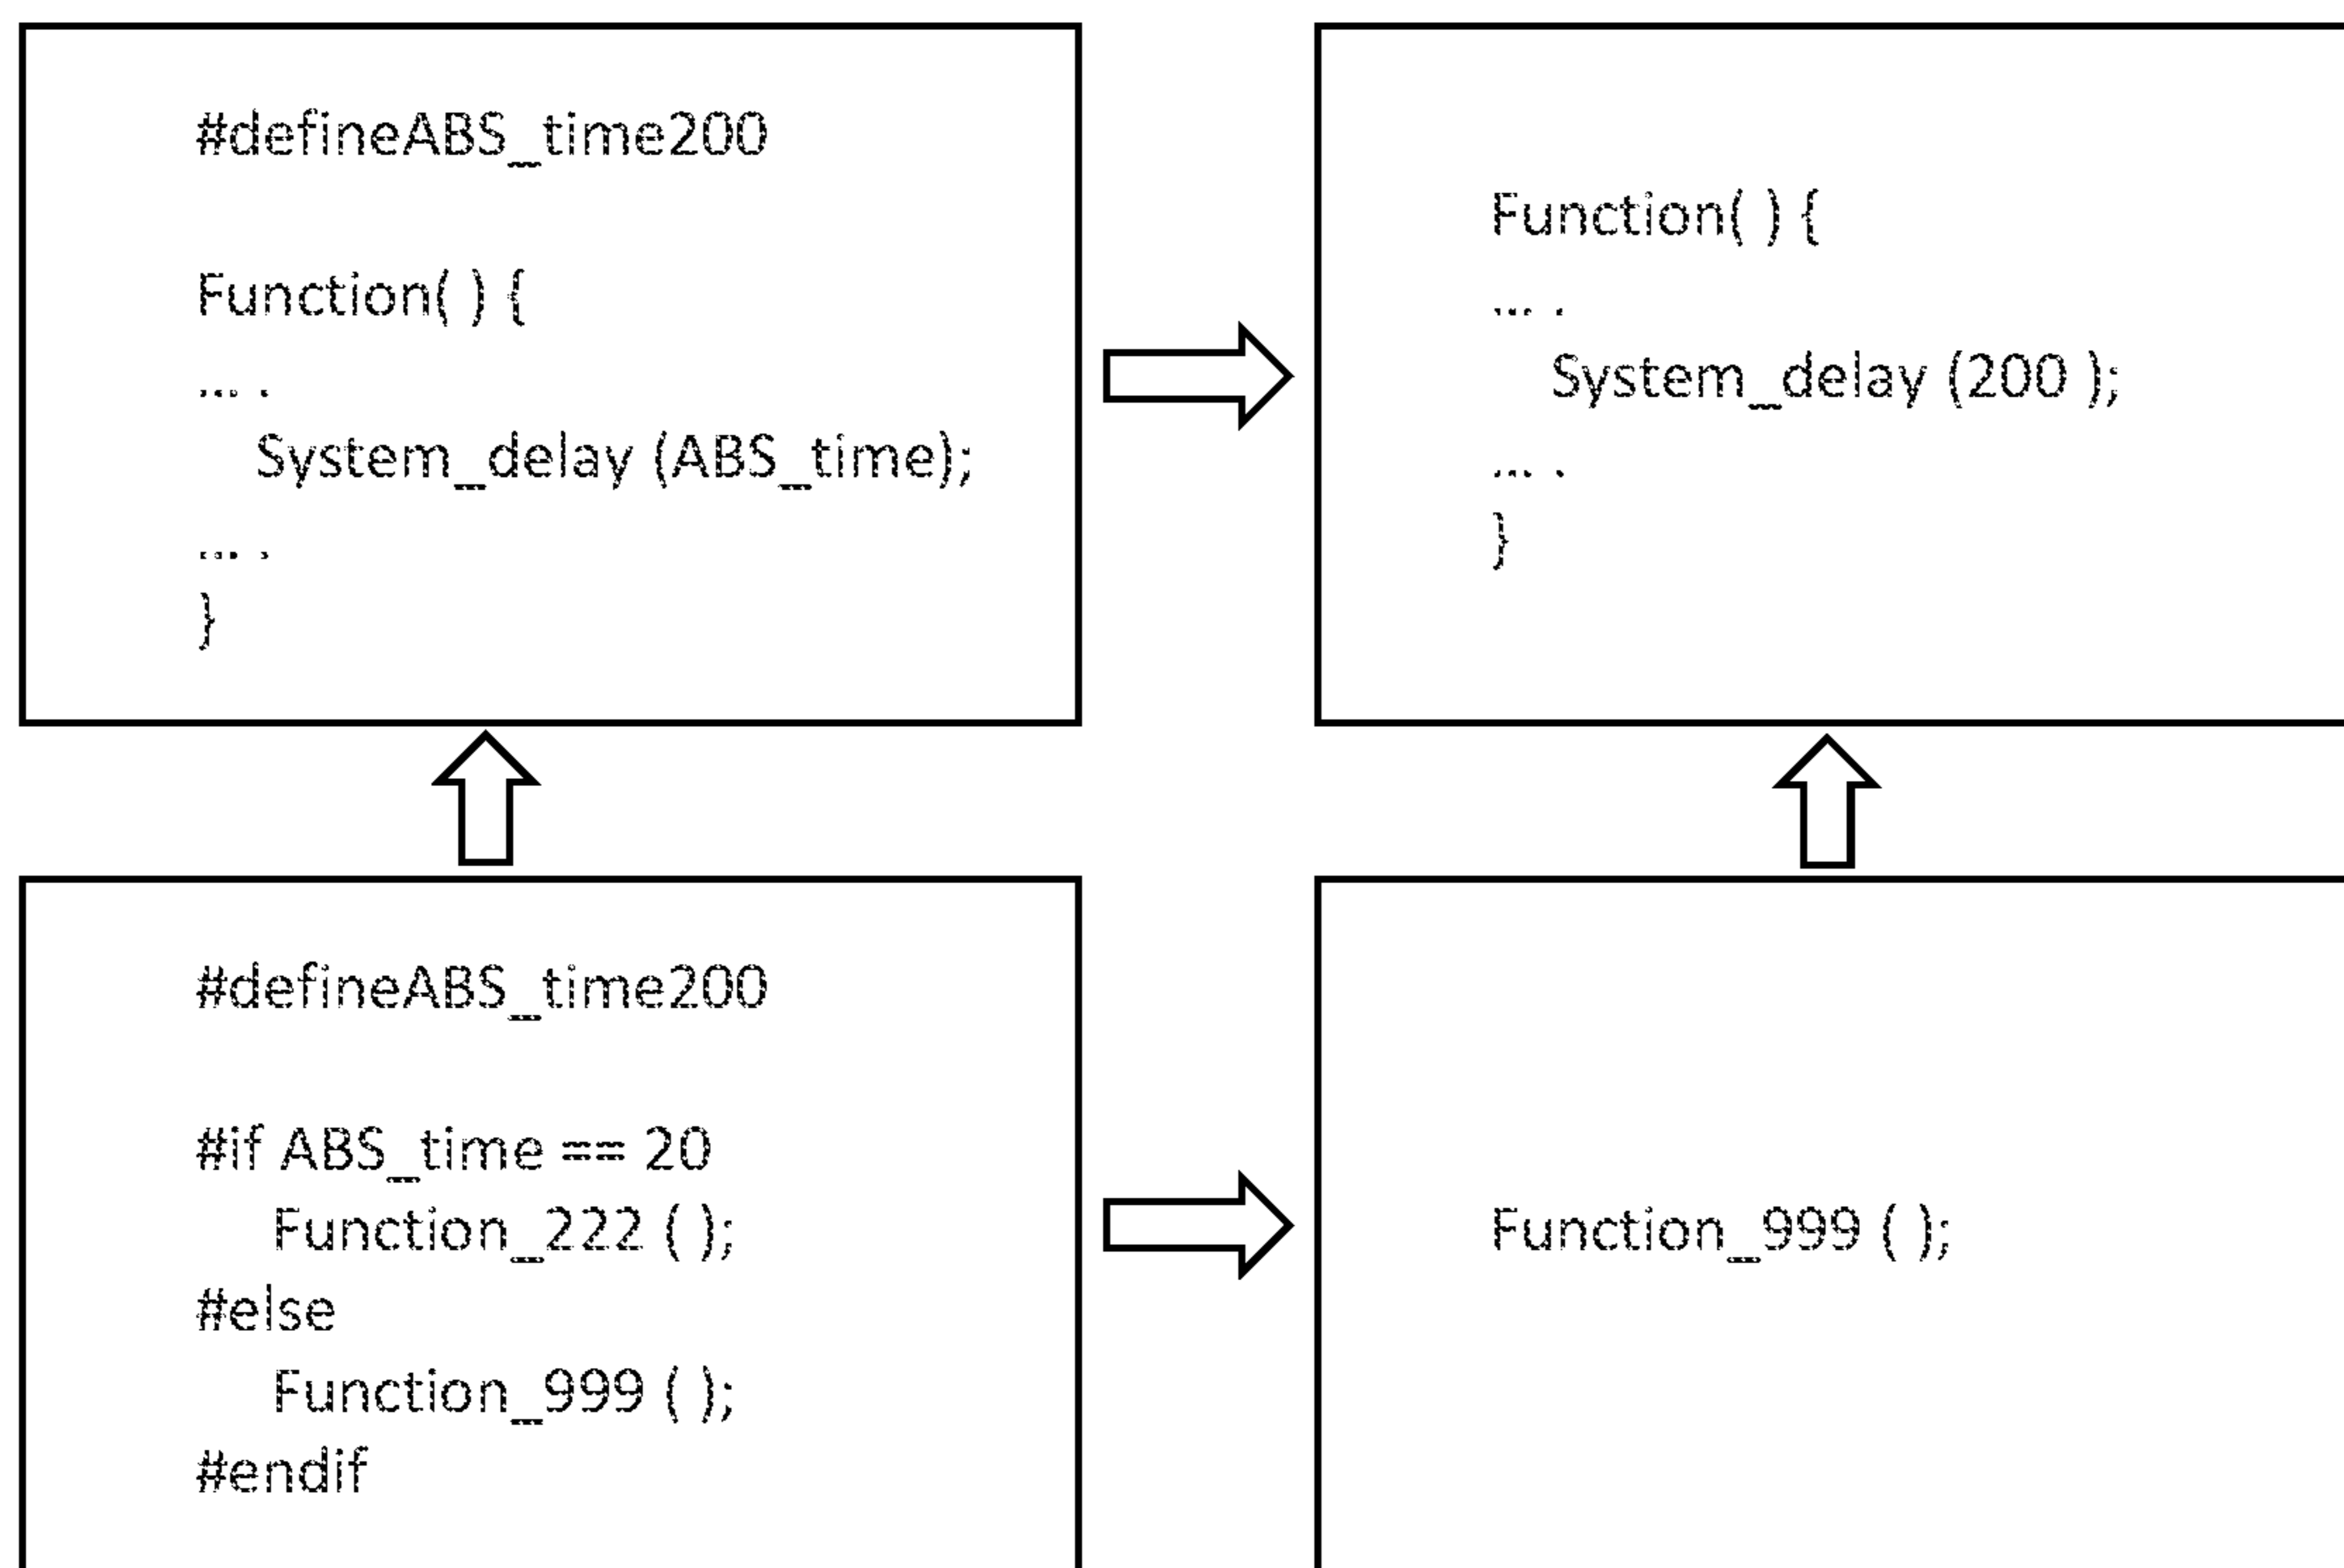 #defineABS_time200
Function( ) {
... .
System_delay (ABS_time);
... .
}
Function( ) {
... .
System_delay (200 );
... .
}
#defineABS_time200
#if ABS_time == 20
Function_222 ( );
#else
Function_999 ( );
#endif
Function_999 ( );